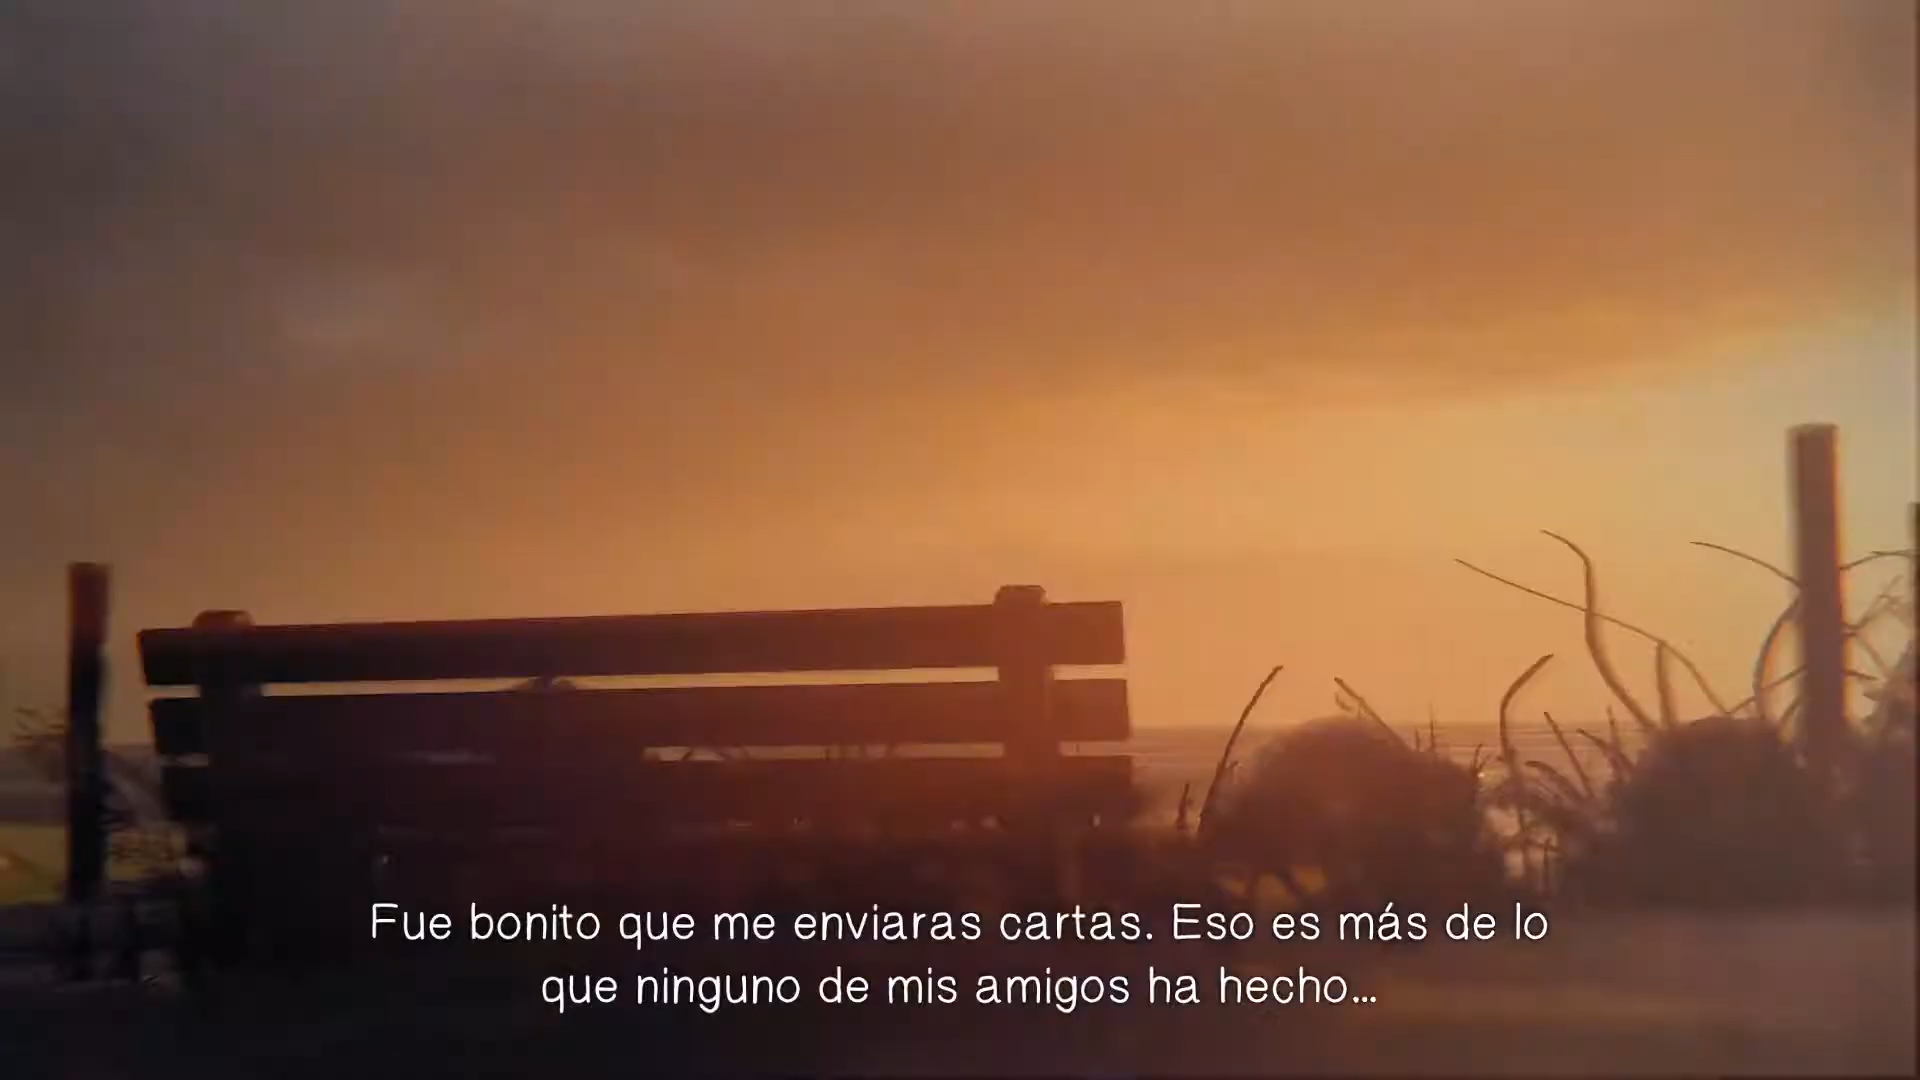 Fue bonito que me enviaras cartas. Eso es más de lo
que ninguno de mis amigos ha hecho...